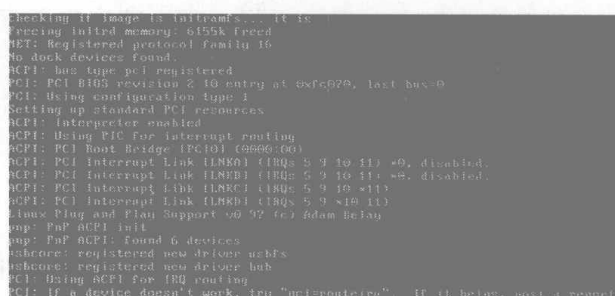 checking if image is initramfs... it is
Freeing initrd memory: 6155k freed
NET: Registered protocol family 16
No dock devices found.
ACPI: bus type pci registered
PCI: PCI BIOS revision 2.10 entry at 0xfc070, last bus=0
PCI: Using configuration type 1
Setting up standard PCI resources
ACPI: Interpreter enabled
ACPI: Using PIC for interrupt routing
ACPI: PCI Root Bridge [PCI0] (0000:00)
ACPI: PCI Interrupt Link [LNKA] (IRQs 5 9 10 11) *0, disabled.
ACPI: PCI Interrupt Link [LNKB] (IRQs 5 9 10 11) *0, disabled.
ACPI: PCI Interrupt Link [LNKC] (IRQs 5 9 10 *11)
ACPI: PCI Interrupt Link [LNKD] (IRQs 5 9 *10 11)
Linux Plug and Play Support v0.97 (c) Adam Belay
pnp: PnP ACPI init
pnp: PnP ACPI: found 6 devices
usbcore: registered new driver usbfs
usbcore: registered new driver hub
PCI: Using ACPI for IRQ routing
PCI: If a device doesn't work, try "pci=routeirq". If it helps, post a report